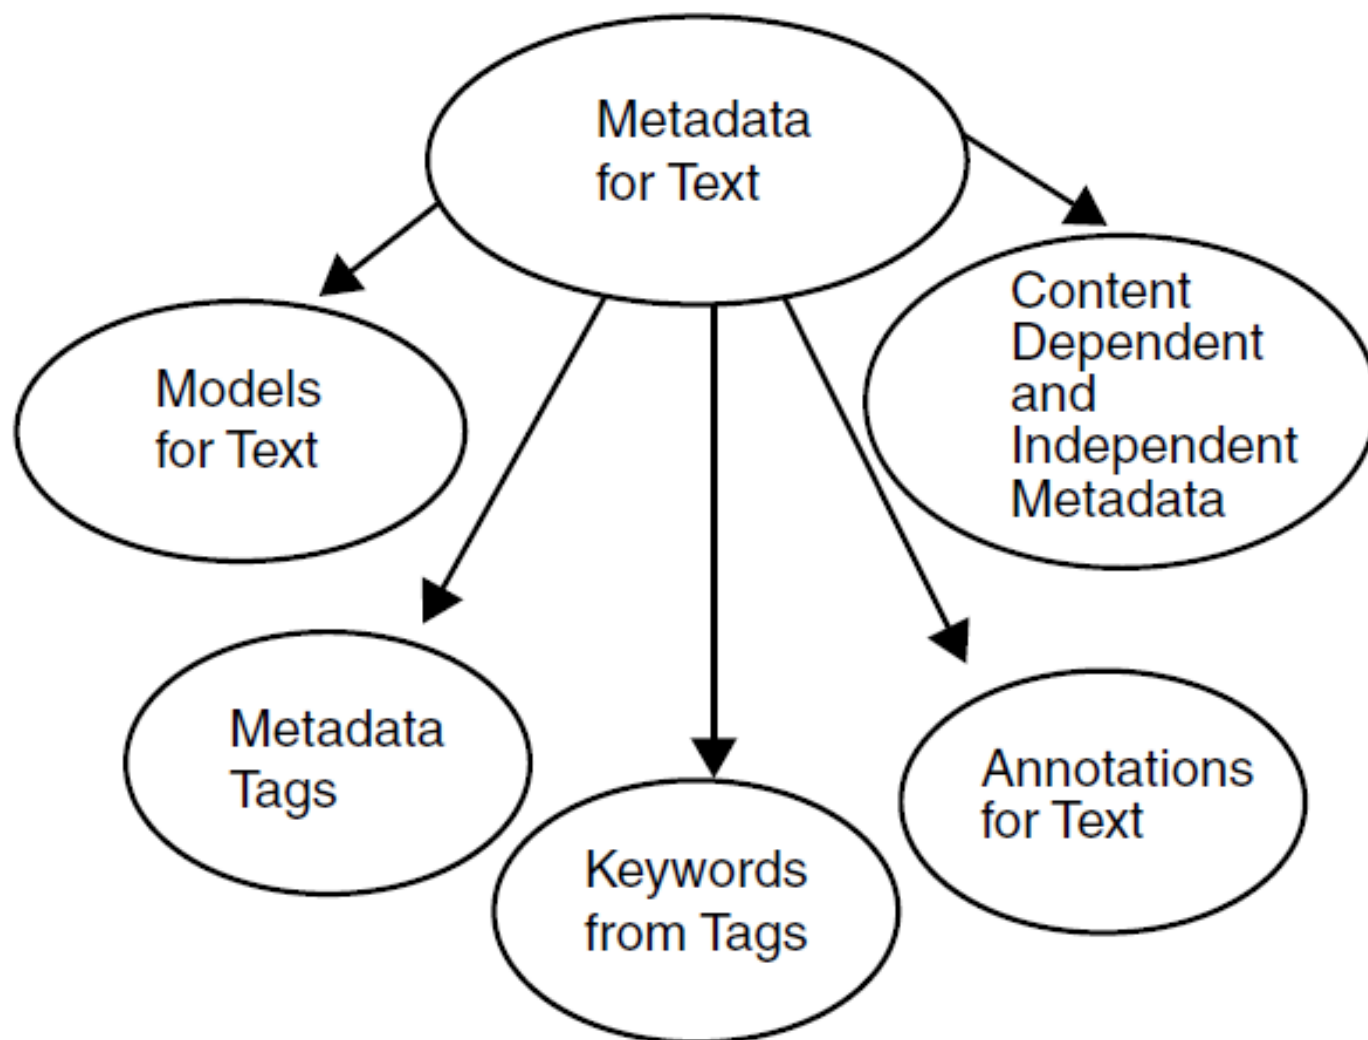 Metadata
for Text
Content
Dependent
and
Independent
Metadata
Models
for Text
Metadata
Tags
Annotations
for Text
Keywords
from Tags